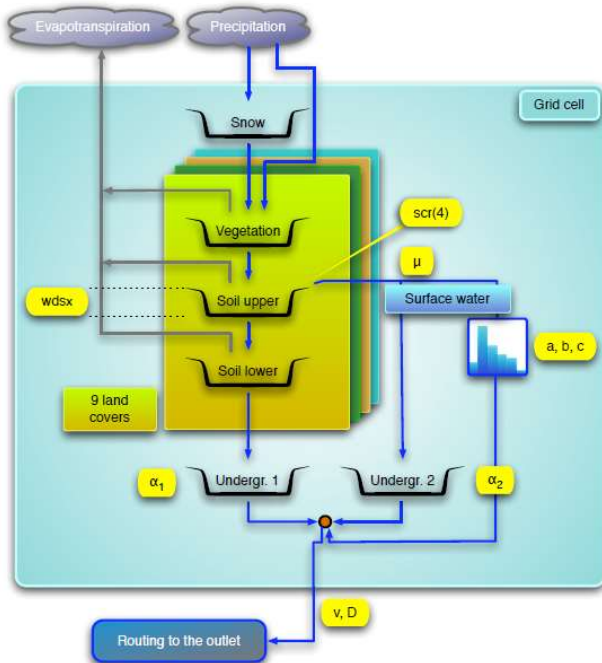 Evapotranspiration
Precipitation
Grid cell
Snow
scr(4)
Vegetation
μ
wdsx
Soil upper
Surface water
a, b, c
Soil lower
9 land
covers
α1
Undergr. 1
Undergr. 2
α2
v, D
Routing to the outlet